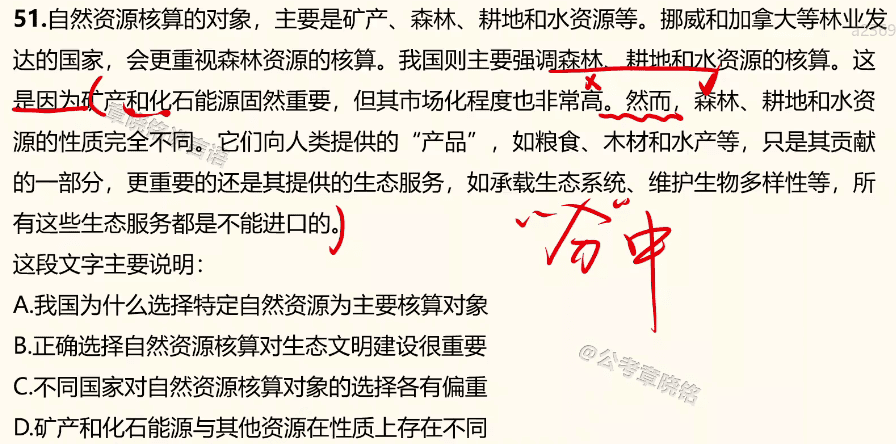 51.自然资源核算的对象，主要是矿产、森林、耕地和水资源等。挪威和加拿大等林业发
达的国家，会更重视森林资源的核算。我国则主要强调森林、耕地和水资源的核算。这
是因为矿产和化石能源固然重要，但其市场化程度也非常高。然而，森林、耕地和水资
源的性质完全不同。它们向人类提供的“产品”，如粮食、木材和水产等，只是其贡献
的一部分，更重要的还是其提供的生态服务，如承载生态系统、维护生物多样性等，所
有这些生态服务都是不能进口的。
“分”中
这段文字主要说明：
A.我国为什么选择特定自然资源为主要核算对象
B.正确选择自然资源核算对生态文明建设很重要
C.不同国家对自然资源核算对象的选择各有偏重
@公考章晓铭
D.矿产和化石能源与其他资源在性质上存在不同